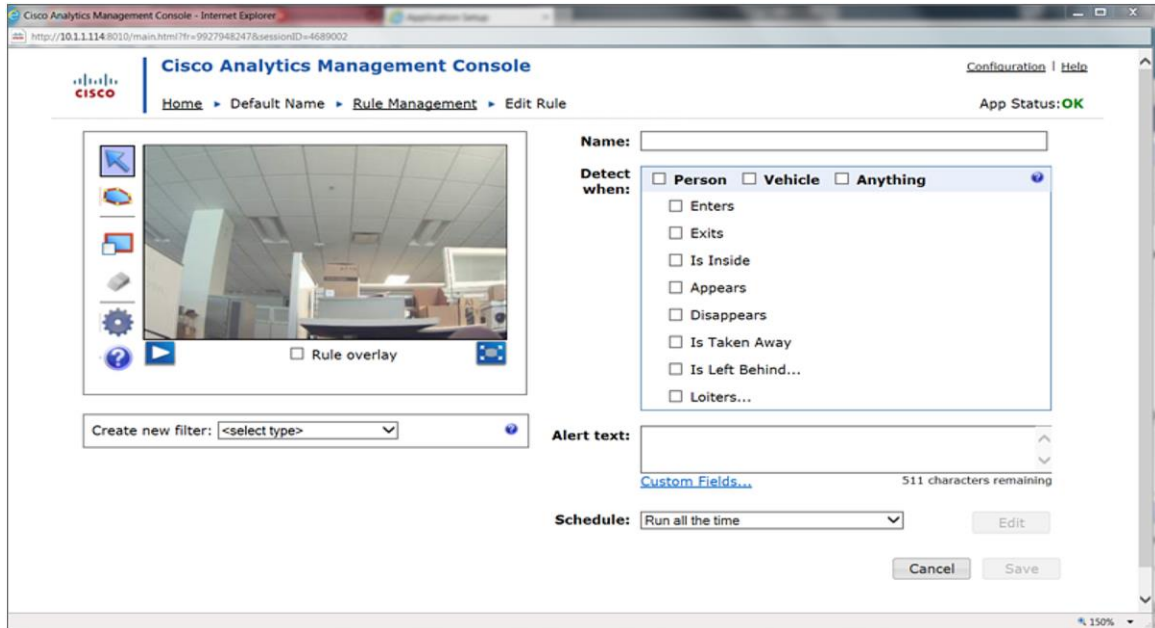 Cisco Analytics Management Console - Internet Explorer
Application Setup
http://10.1.1.114:8010/main.html?fr=9927948247&sessionID=4689002
CISCO
Cisco Analytics Management Console
Configuration | Help
Home ▸ Default Name ▸ Rule Management ▸ Edit Rule
App Status:OK
Name:
Detect when:
Person Vehicle Anything
Enters
Exits
Is Inside
Appears
Disappears
Is Taken Away
Is Left Behind...
Loiters...
Rule overlay
Create new filter: <select type>
Alert text:
Custom Fields...
511 characters remaining
Schedule: Run all the time
Edit
Cancel
Save
150%